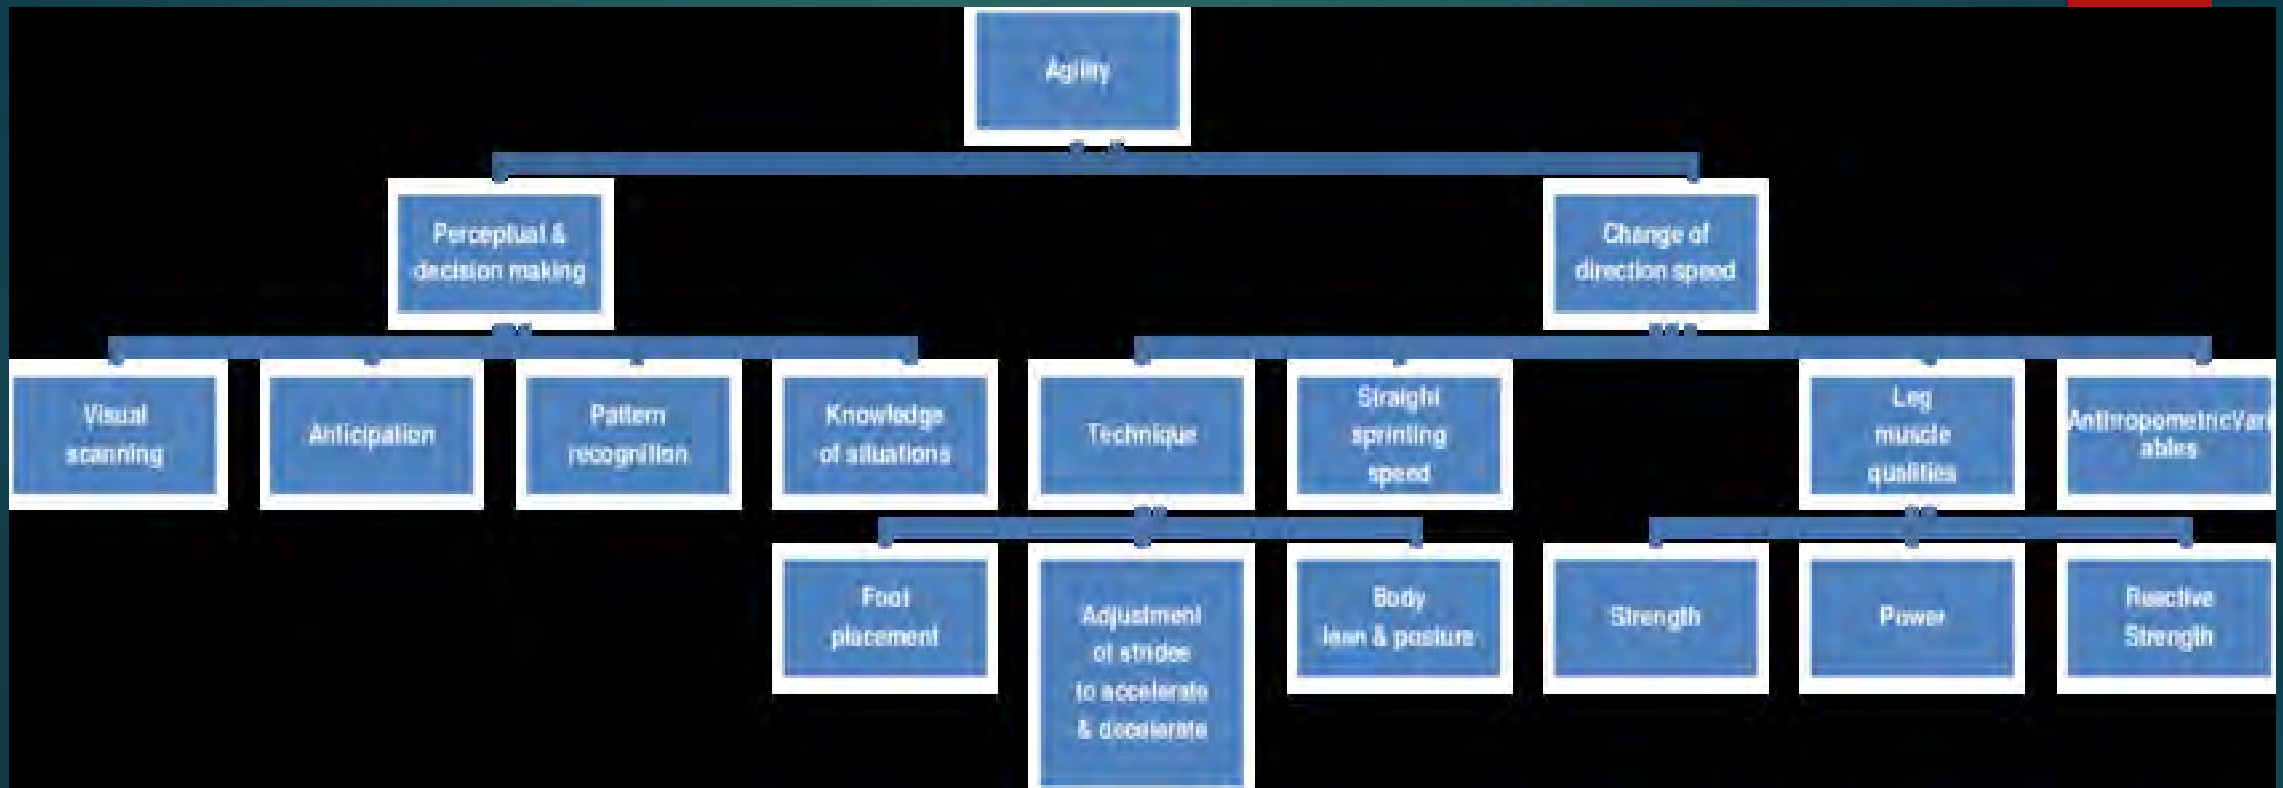 Agility
Perceptual &
decision making
Change of
direction speed
Visual
scanning
Anticipation
Pattern
recognition
Knowledge
of situations
Technique
Straight
sprinting
speed
Leg
muscle
qualities
AnthropometricVari
ables
Foot
placement
Adjustment
of strides
to accelerate
& decelerate
Body
lean & posture
Strength
Power
Reactive
Strength